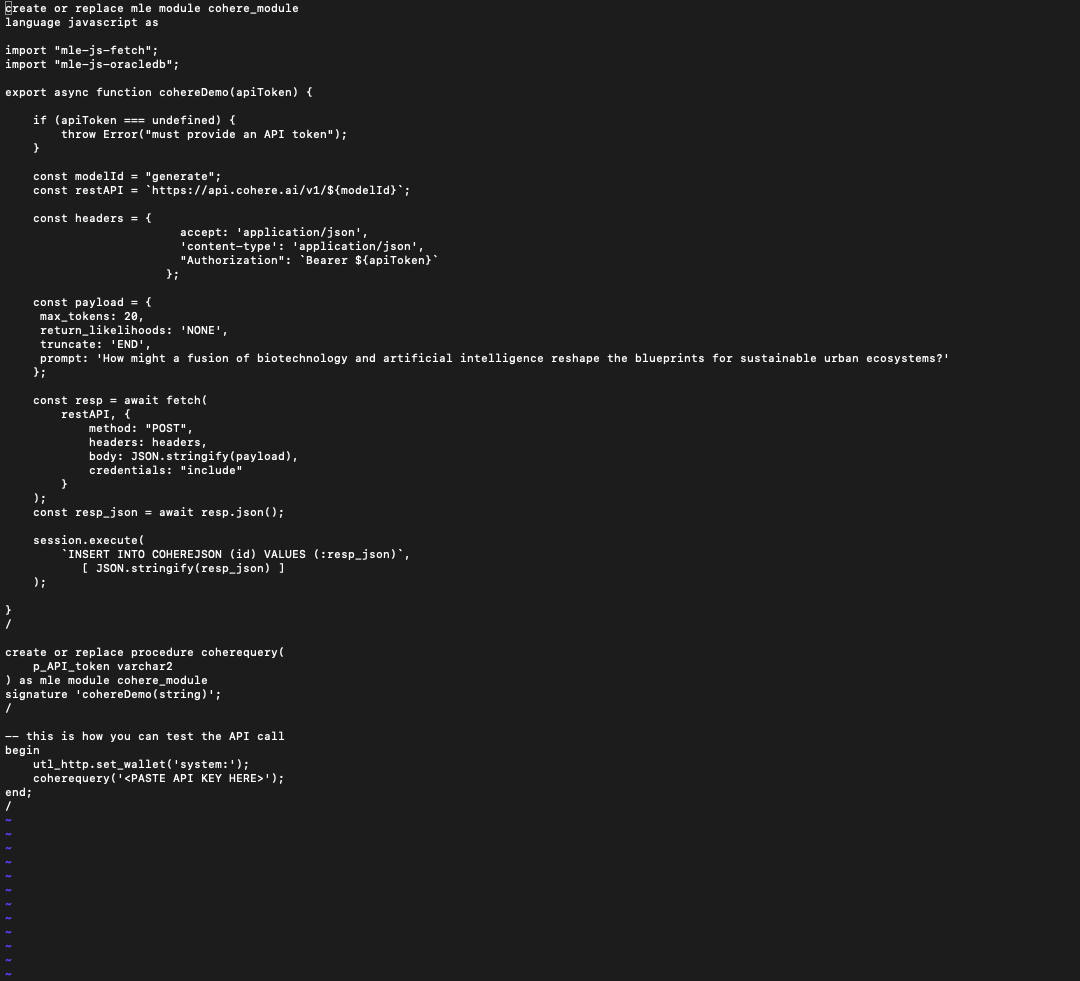 create or replace mle module cohere_module
language javascript as

import "mle-js-fetch";
import "mle-js-oracledb";

export async function cohereDemo(apiToken) {

    if (apiToken === undefined) {
        throw Error("must provide an API token");
    }

    const modelId = "generate";
    const restAPI = `https://api.cohere.ai/v1/${modelId}`;

    const headers = {
                         accept: 'application/json',
                         'content-type': 'application/json',
                         "Authorization": `Bearer ${apiToken}`
                       };

    const payload = {
     max_tokens: 20,
     return_likelihoods: 'NONE',
     truncate: 'END',
     prompt: 'How might a fusion of biotechnology and artificial intelligence reshape the blueprints for sustainable urban ecosystems?'
    };

    const resp = await fetch(
        restAPI, {
            method: "POST",
            headers: headers,
            body: JSON.stringify(payload),
            credentials: "include"
        }
    );
    const resp_json = await resp.json();

    session.execute(
        `INSERT INTO COHEREJSON (id) VALUES (:resp_json)`,
           [ JSON.stringify(resp_json) ]
    );

}
/

create or replace procedure coherequery(
    p_API_token varchar2
) as mle module cohere_module
signature 'cohereDemo(string)';
/

-- this is how you can test the API call
begin
    utl_http.set_wallet('system:');
    coherequery('<PASTE API KEY HERE>');
end;
/
~
~
~
~
~
~
~
~
~
~
~
~